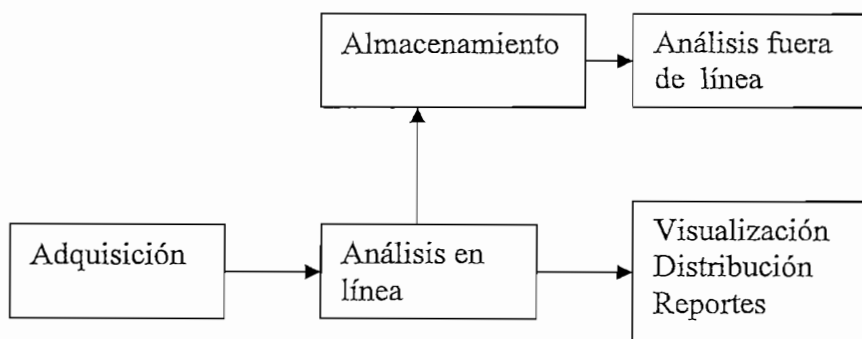 Almacenamiento
Análisis fuera
de línea
Adquisición
Análisis en
línea
Visualización
Distribución
Reportes